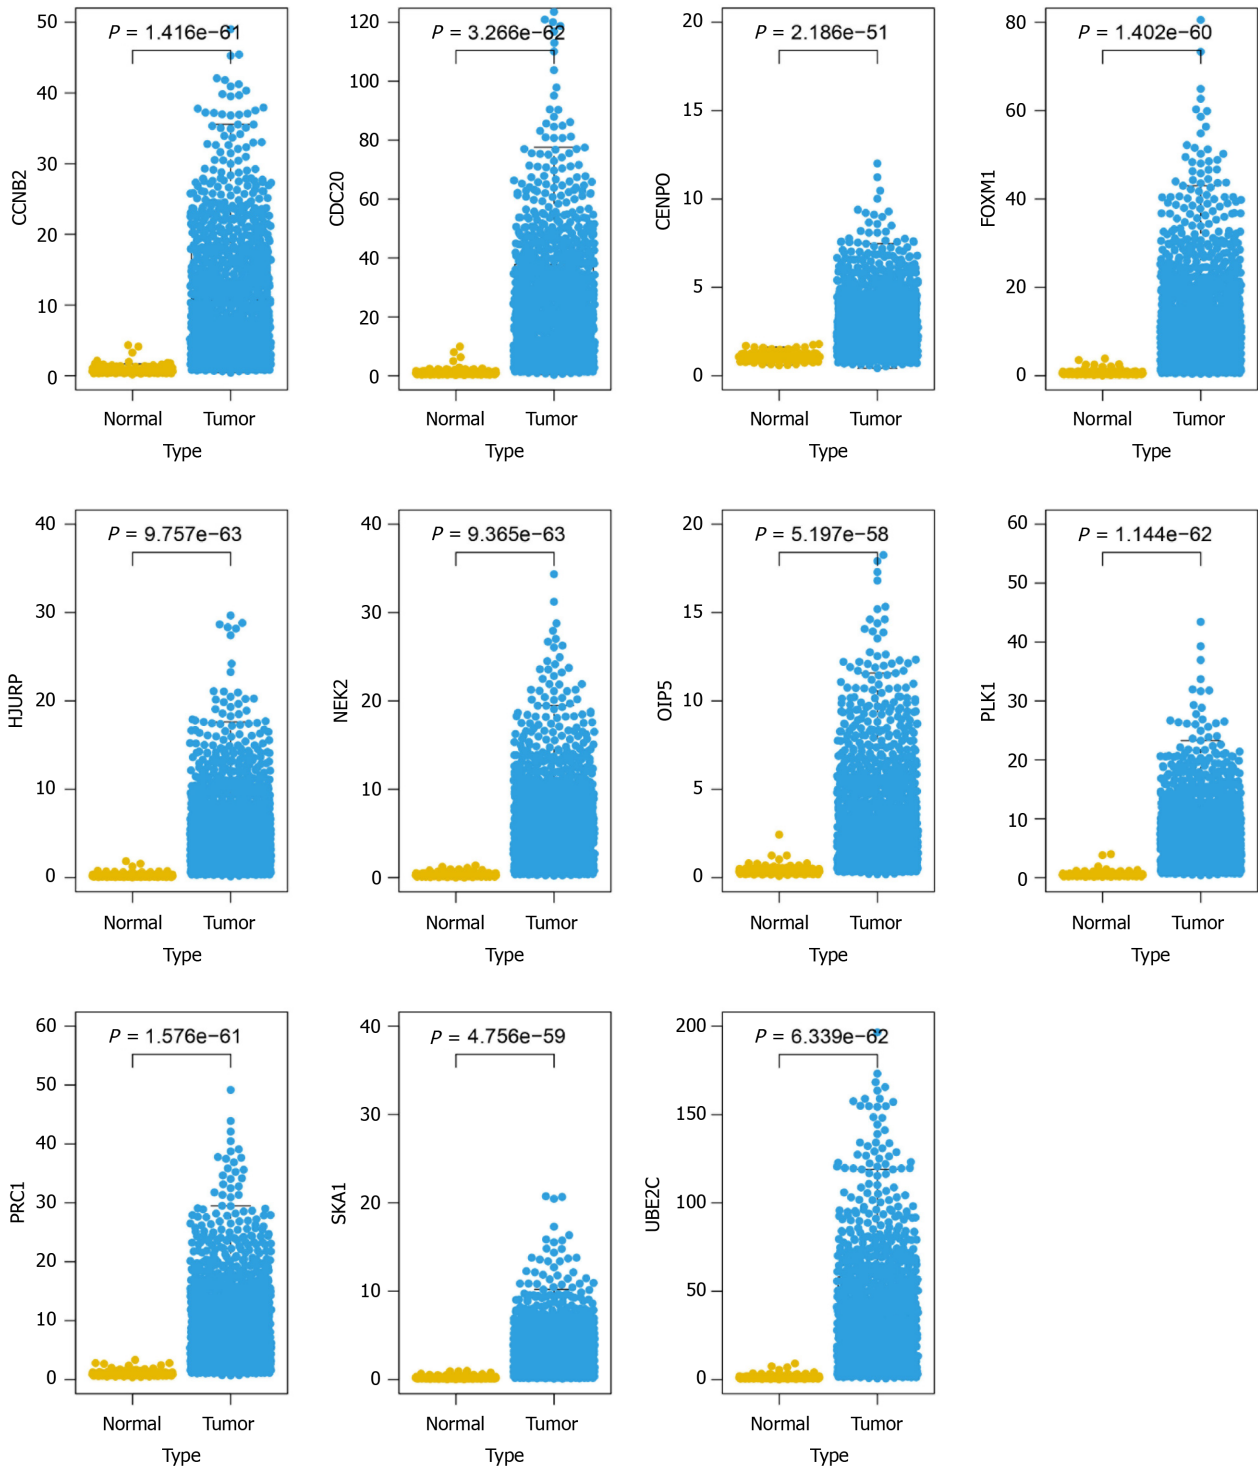 CCNB2
50
40
30
20
10
0
P = 1.416e−61
Normal Tumor
Type
CDC20
120
100
80
60
40
20
0
P = 3.266e−62
Normal Tumor
Type
CENPO
20
15
10
5
0
P = 2.186e−51
Normal Tumor
Type
FOXM1
80
60
40
20
0
P = 1.402e−60
Normal Tumor
Type
HJURP
40
30
20
10
0
P = 9.757e−63
Normal Tumor
Type
NEK2
40
30
20
10
0
P = 9.365e−63
Normal Tumor
Type
OIP5
20
15
10
5
0
P = 5.197e−58
Normal Tumor
Type
PLK1
60
50
40
30
20
10
0
P = 1.144e−62
Normal Tumor
Type
PRC1
60
50
40
30
20
10
0
P = 1.576e−61
Normal Tumor
Type
SKA1
40
30
20
10
0
P = 4.756e−59
Normal Tumor
Type
UBE2C
200
150
100
50
0
P = 6.339e−62
Normal Tumor
Type